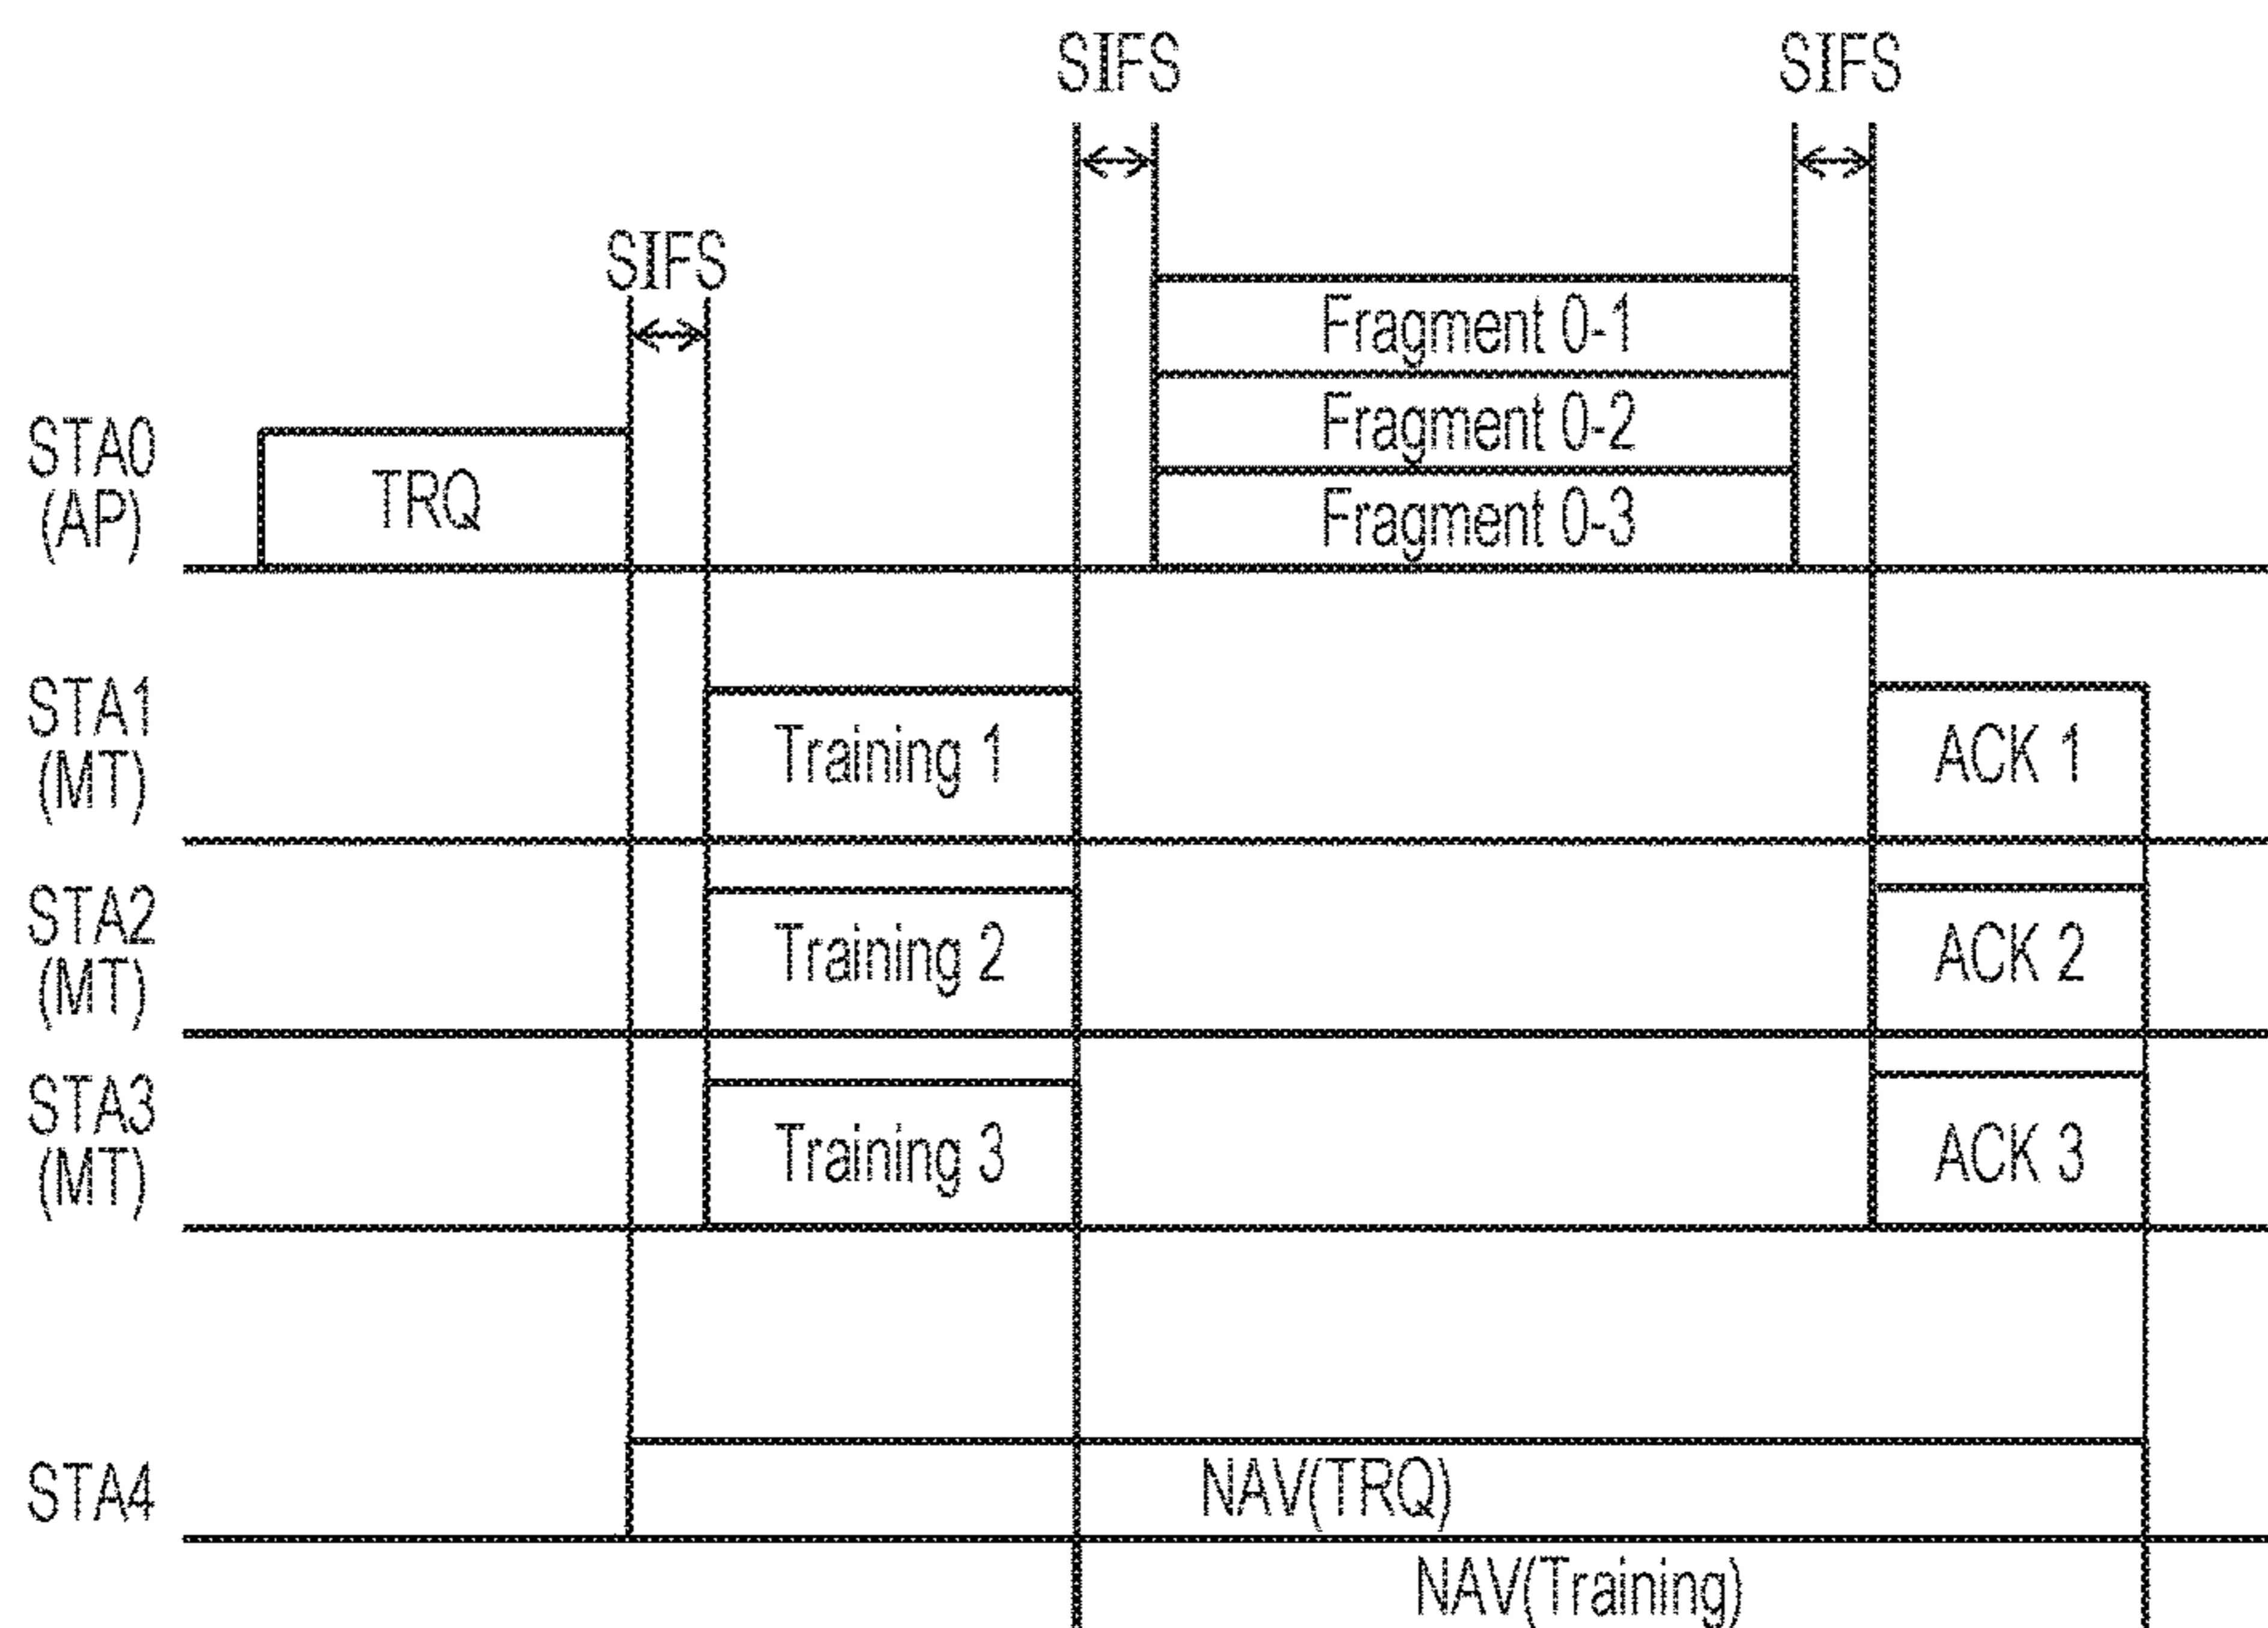 SIFS
SIFS
SIFS
Fragment 0-1
Fragment 0-2
Fragment 0-3
STA0
(AP)
TRQ
STA1
(MT)
Training 1
ACK 1
STA2
(MT)
Training 2
ACK 2
STA3
(MT)
Training 3
ACK 3
STA4
NAV(TRQ)
NAV(Training)